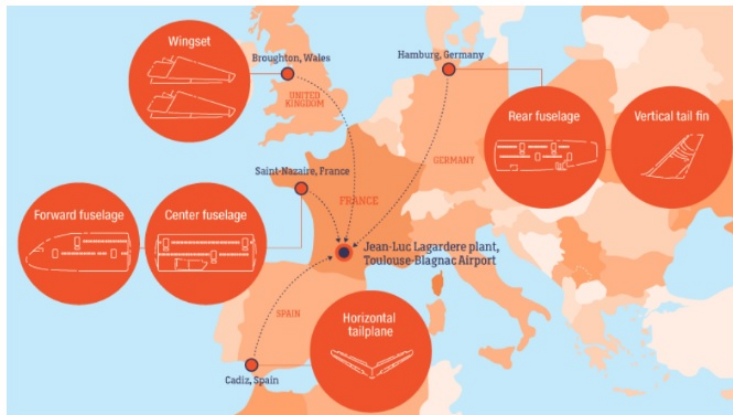 Wingset
Broughton, Wales
UNITED
KINGDOM
Hamburg, Germany
Rear fuselage
Vertical tail fin
GERMANY
Saint-Nazaire, France
FRANCE
Forward fuselage
Center fuselage
Jean-Luc Lagardere plant,
Toulouse-Blagnac Airport
SPAIN
Horizontal
tailplane
Cadiz, Spain